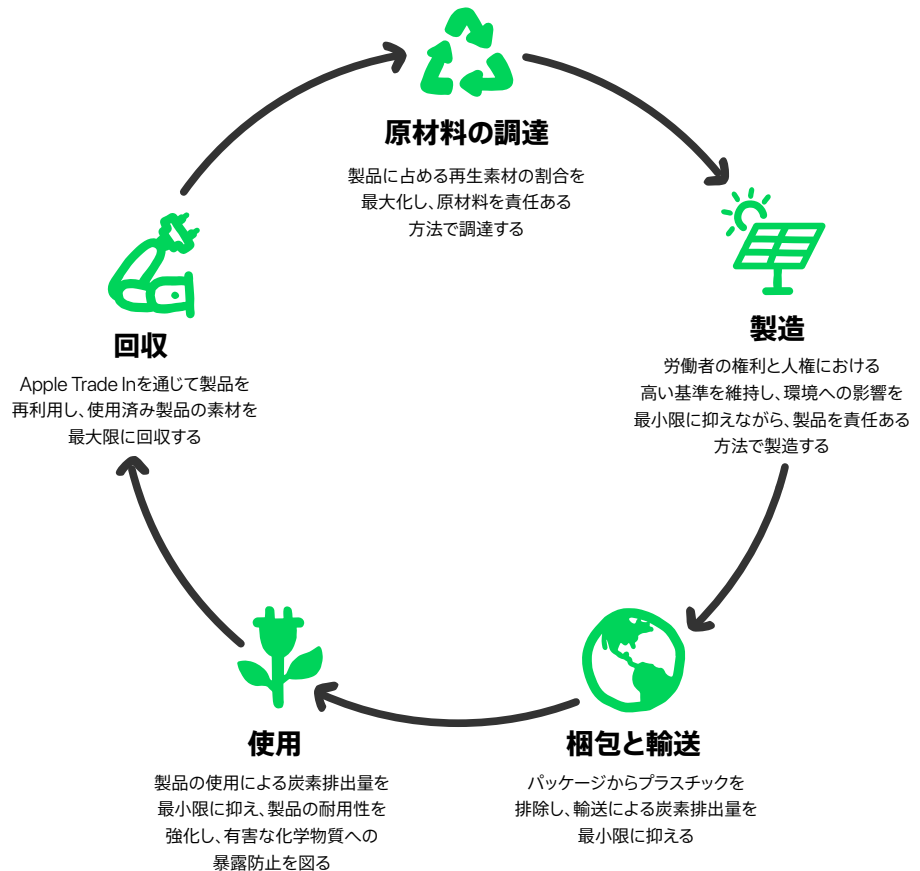 原材料の調達
製品に占める再生素材の割合を
最大化し、原材料を責任ある
方法で調達する
製造
労働者の権利と人権における
高い基準を維持し、環境への影響を
最小限に抑えながら、製品を責任ある
方法で製造する
梱包と輸送
パッケージからプラスチックを
排除し、輸送による炭素排出量を
最小限に抑える
使用
製品の使用による炭素排出量を
最小限に抑え、製品の耐用性を
強化し、有害な化学物質への
暴露防止を図る
回収
Apple Trade Inを通じて製品を
再利用し、使用済み製品の素材を
最大限に回収する